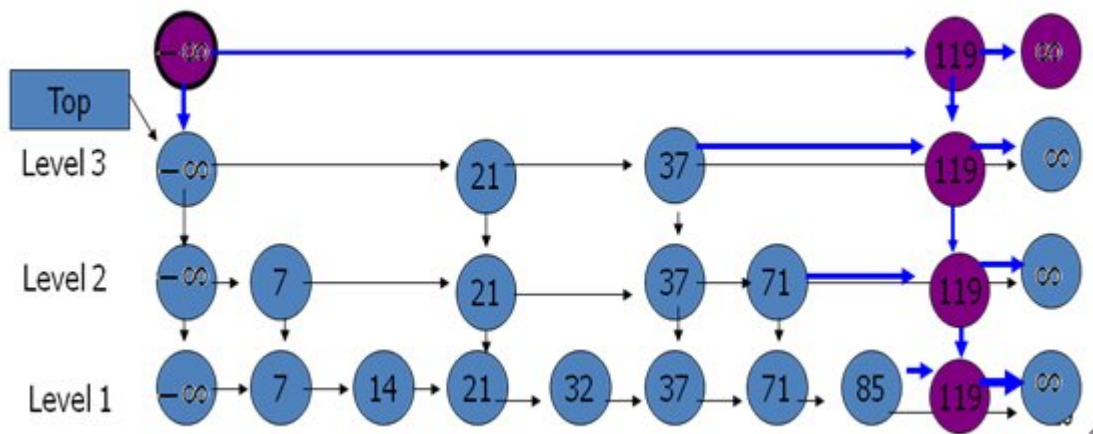 -∞ 119 ∞
Top
Level 3 -∞ 21 37 119 ∞
Level 2 -∞ 7 21 37 71 119 ∞
Level 1 -∞ 7 14 21 32 37 71 85 119 ∞